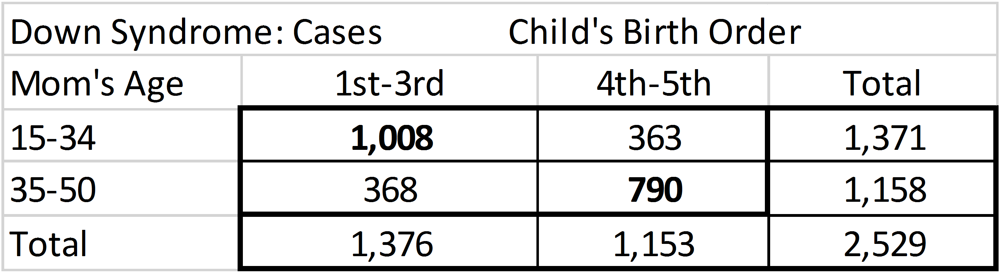 Down Syndrome: Cases Child's Birth Order
Mom's Age 1st-3rd 4th-5th Total
15-34 1,008 363 1,371
35-50 368 790 1,158
Total 1,376 1,153 2,529